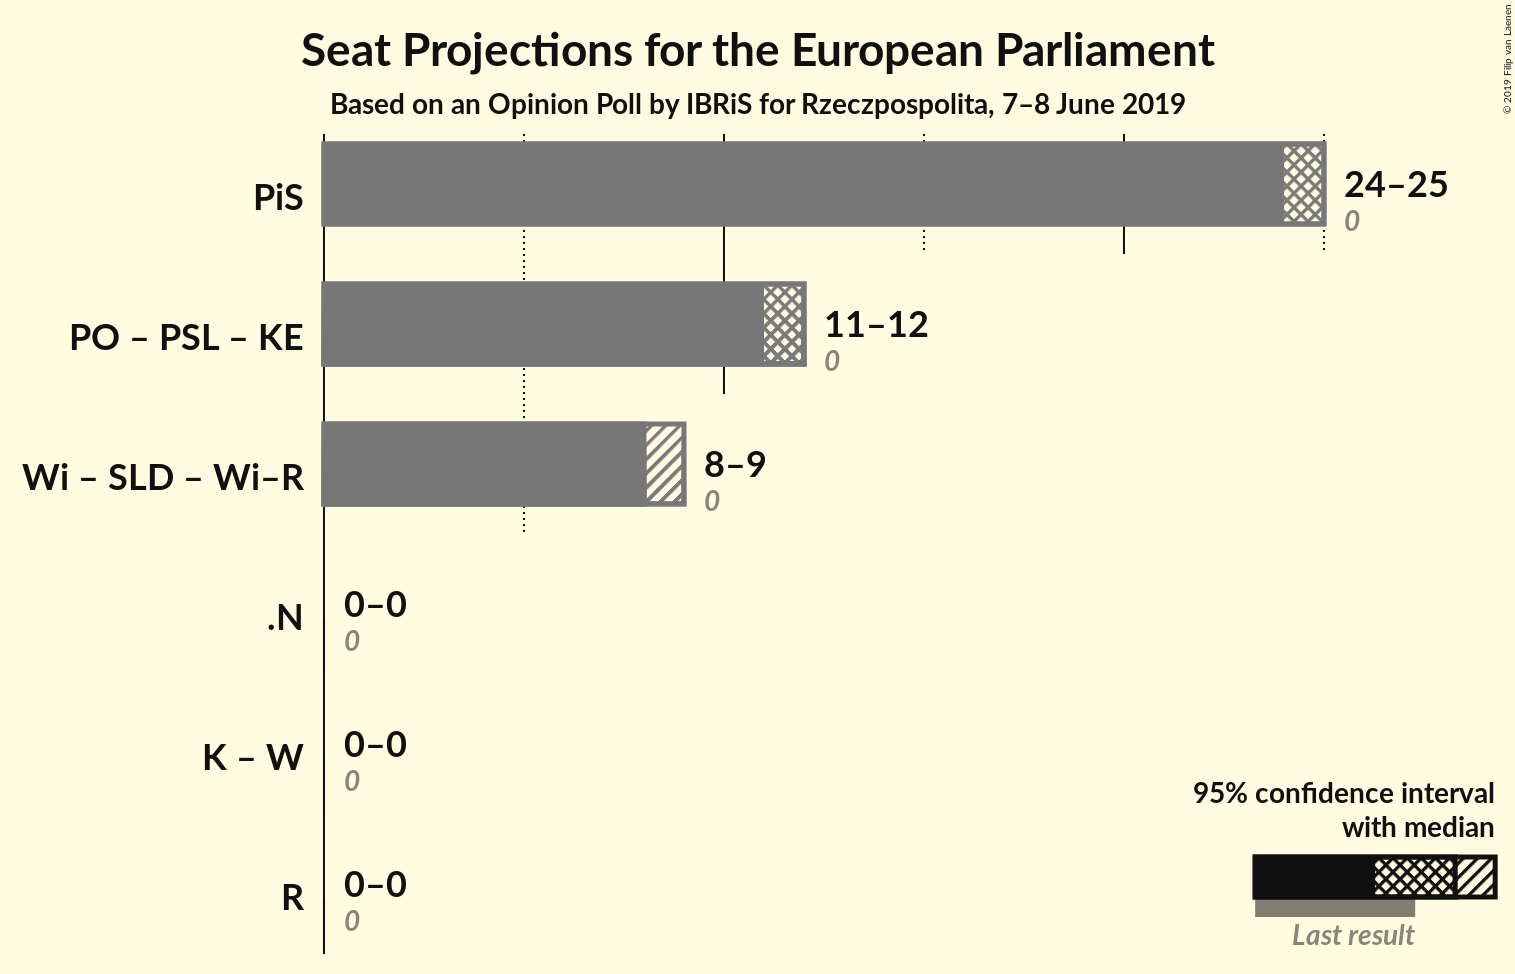 Seat Projections for the European Parliament
Based on an Opinion Poll by IBRiS for Rzeczpospolita, 7–8 June 2019
© 2019 Filip van Laenen
PiS
24–25
0
PO – PSL – KE
11–12
0
Wi – SLD – Wi–R
8–9
0
.N
0–0
0
K – W
0–0
0
R
0–0
0
95% confidence interval
with median
Last result